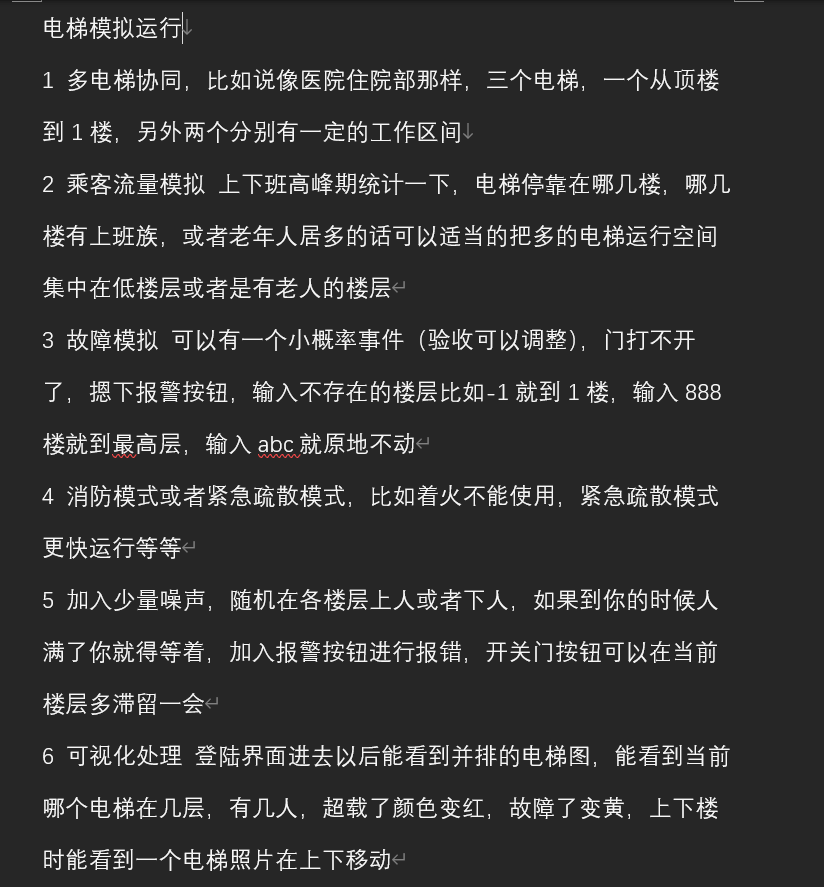 电梯模拟运行
1 多电梯协同，比如说像医院住院部那样，三个电梯，一个从顶楼
到1楼，另外两个分别有一定的工作区间
2 乘客流量模拟 上下班高峰期统计一下，电梯停靠在哪几楼，哪几
楼有上班族，或者老年人居多的话可以适当的把多的电梯运行空间
集中在低楼层或者是有老人的楼层
3 故障模拟 可以有一个小概率事件（验收可以调整），门打不开
了，摁下报警按钮，输入不存在的楼层比如-1就到1楼，输入888
楼就到最高层，输入abc就原地不动
4 消防模式或者紧急疏散模式，比如着火不能使用，紧急疏散模式
更快运行等等
5 加入少量噪声，随机在各楼层上人或者下人，如果到你的时候人
满了你就得等着，加入报警按钮进行报错，开关门按钮可以在当前
楼层多滞留一会
6 可视化处理 登陆界面进去以后能看到并排的电梯图，能看到当前
哪个电梯在几层，有几人，超载了颜色变红，故障了变黄，上下楼
时能看到一个电梯照片在上下移动